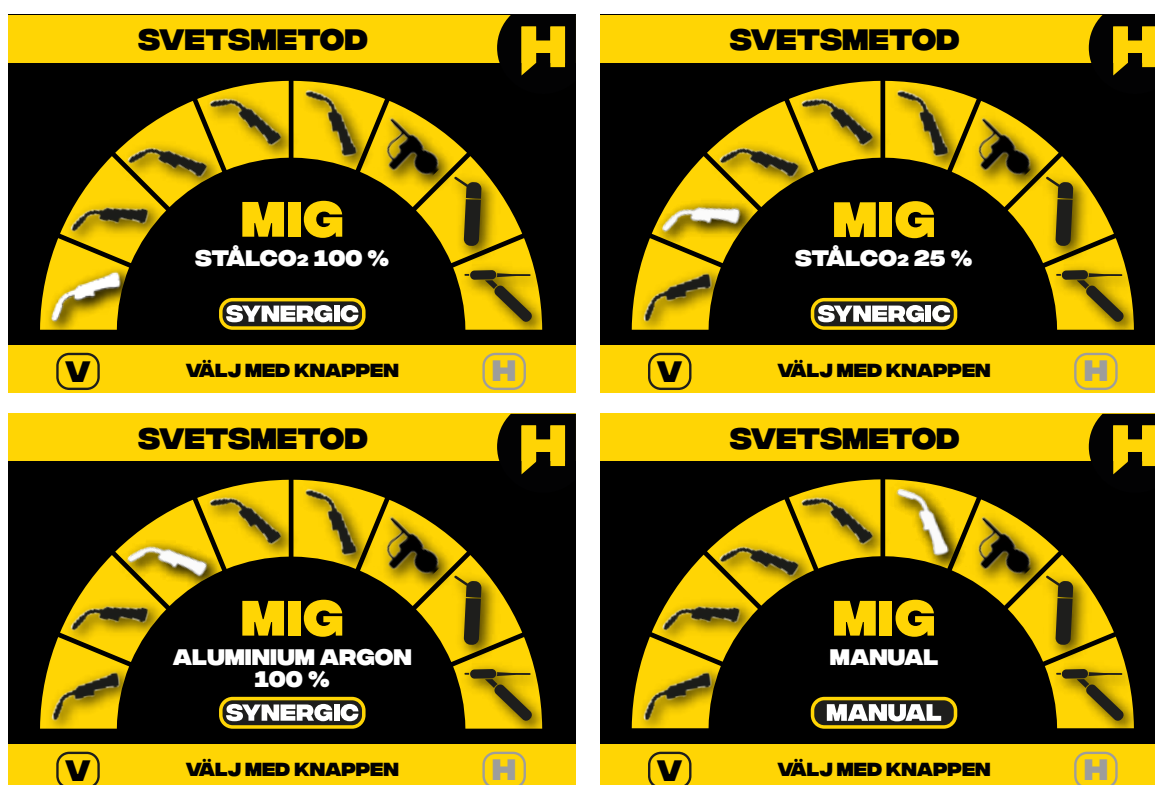 SVETSMETOD
H
MIG
STÅLCO₂ 100 %
SYNERGIC
V
VÄLJ MED KNAPPEN
H
SVETSMETOD
H
MIG
STÅLCO₂ 25 %
SYNERGIC
V
VÄLJ MED KNAPPEN
H
SVETSMETOD
H
MIG
ALUMINIUM ARGON
100 %
SYNERGIC
V
VÄLJ MED KNAPPEN
H
SVETSMETOD
H
MIG
MANUAL
MANUAL
V
VÄLJ MED KNAPPEN
H